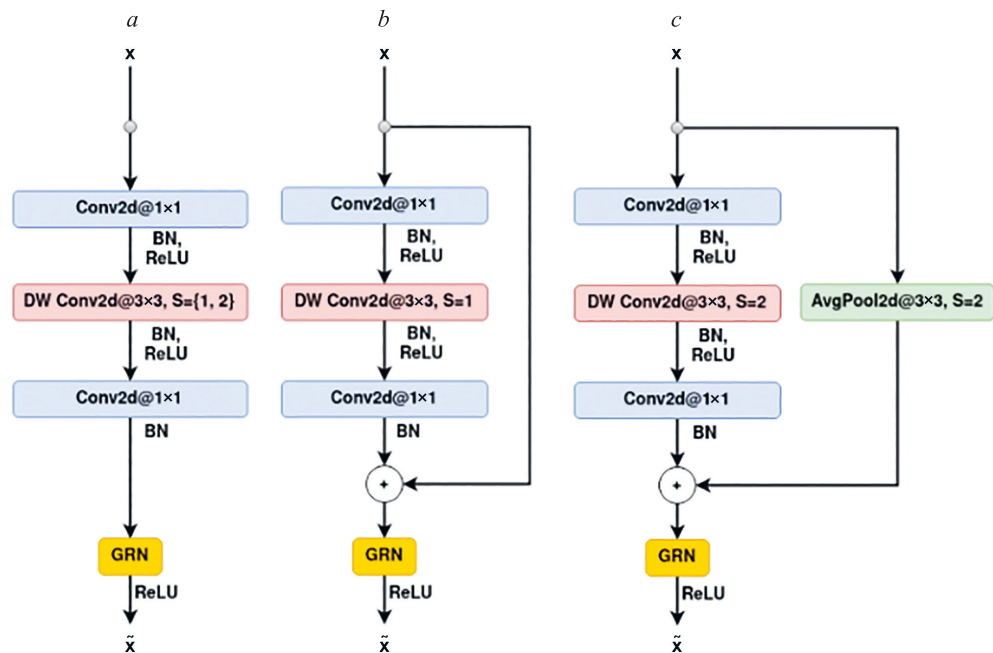 a
x
Conv2d@1×1
BN,
ReLU
DW Conv2d@3×3, S={1, 2}
BN,
ReLU
Conv2d@1×1
BN
GRN
ReLU
x̃
b
x
Conv2d@1×1
BN,
ReLU
DW Conv2d@3×3, S=1
BN,
ReLU
Conv2d@1×1
BN
+
GRN
ReLU
x̃
c
x
Conv2d@1×1
BN,
ReLU
DW Conv2d@3×3, S=2
AvgPool2d@3×3, S=2
BN,
ReLU
Conv2d@1×1
BN
+
GRN
ReLU
x̃